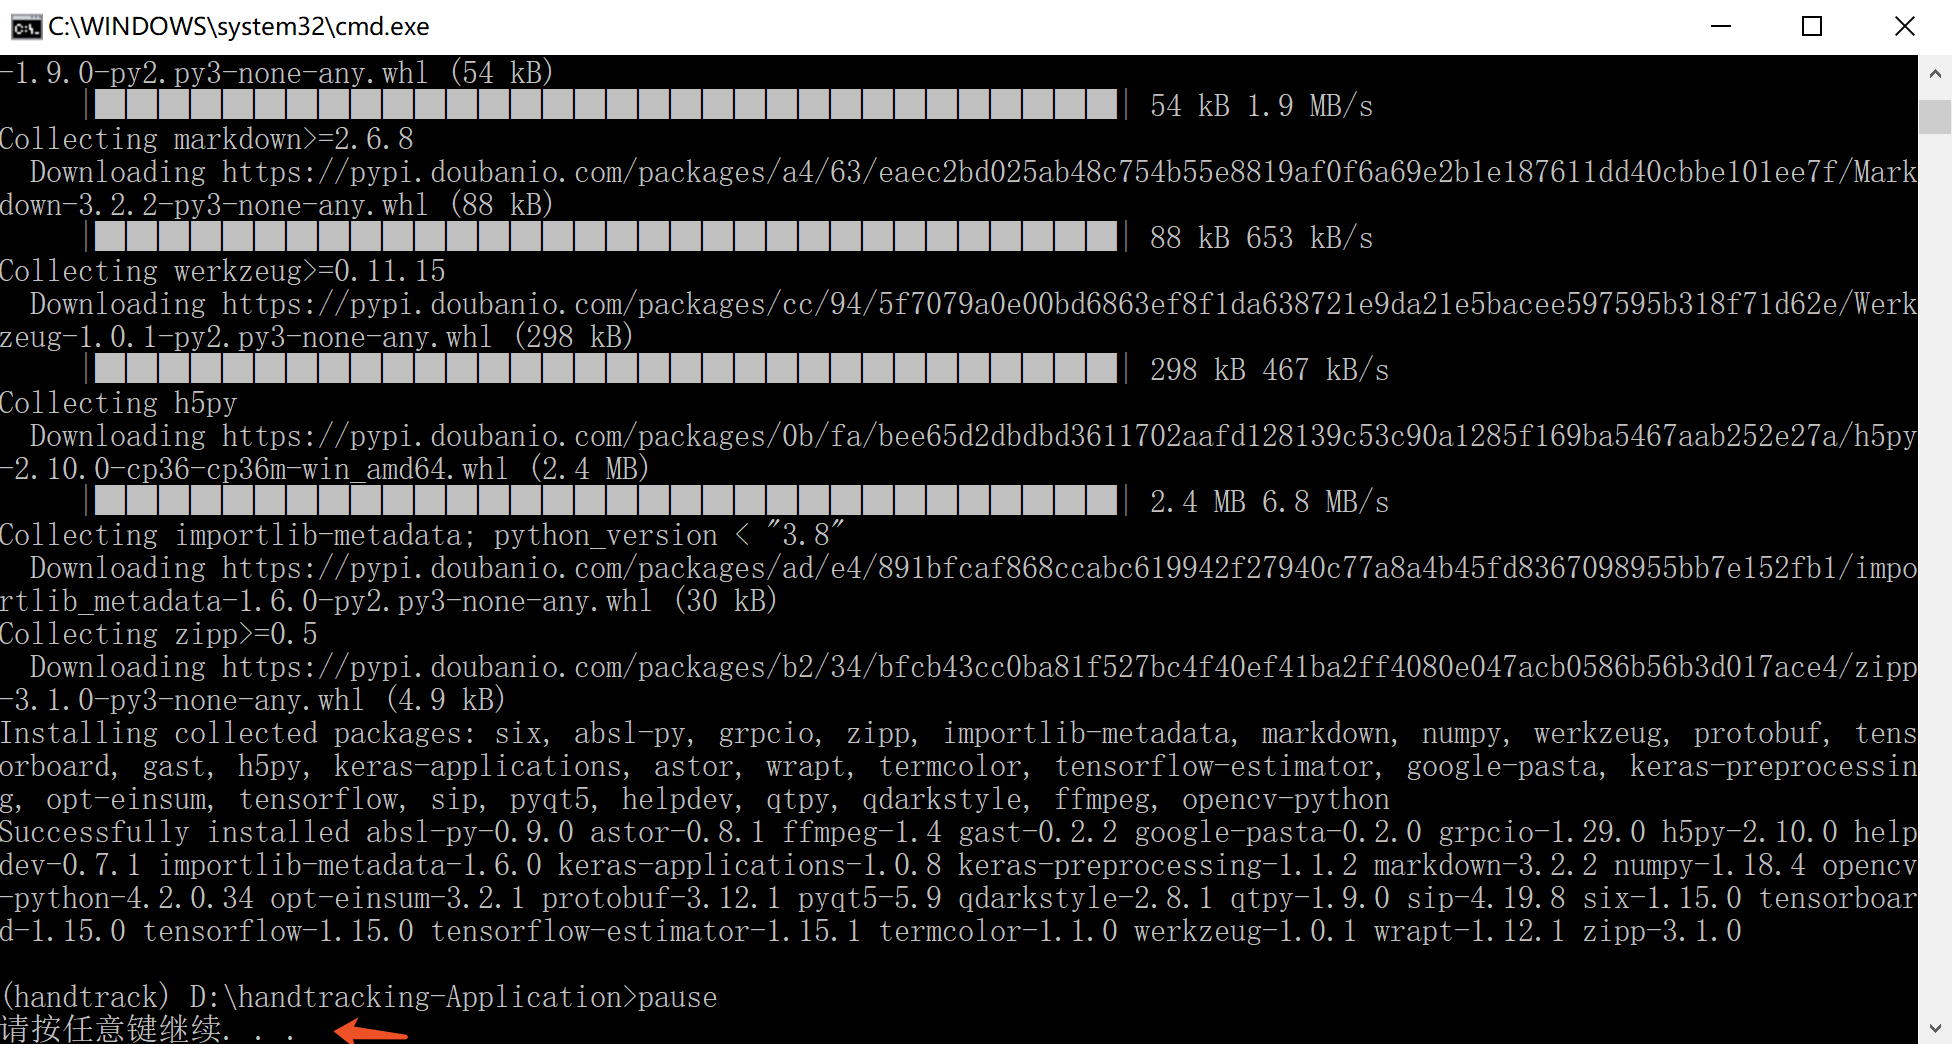 C:\WINDOWS\system32\cmd.exe
-1.9.0-py2.py3-none-any.whl (54 kB)
54 kB 1.9 MB/s
Collecting markdown>=2.6.8
Downloading https://pypi.doubanio.com/packages/a4/63/eaec2bd025ab48c754b55e8819af0f6a69e2b1e187611dd40cbbe101ee7f/Mark
down-3.2.2-py3-none-any.whl (88 kB)
88 kB 653 kB/s
Collecting werkzeug>=0.11.15
Downloading https://pypi.doubanio.com/packages/cc/94/5f7079a0e00bd6863ef8f1da638721e9da21e5bacee597595b318f71d62e/Werk
zeug-1.0.1-py2.py3-none-any.whl (298 kB)
298 kB 467 kB/s
Collecting h5py
Downloading https://pypi.doubanio.com/packages/0b/fa/bee65d2dbdbd3611702aafd128139c53c90a1285f169ba5467aab252e27a/h5py
-2.10.0-cp36-cp36m-win_amd64.whl (2.4 MB)
2.4 MB 6.8 MB/s
Collecting importlib-metadata; python_version < "3.8"
Downloading https://pypi.doubanio.com/packages/ad/e4/891bfcaf868ccabc619942f27940c77a8a4b45fd8367098955bb7e152fb1/impo
rtlib_metadata-1.6.0-py2.py3-none-any.whl (30 kB)
Collecting zipp>=0.5
Downloading https://pypi.doubanio.com/packages/b2/34/bfcb43cc0ba81f527bc4f40ef41ba2ff4080e047acb0586b56b3d017ace4/zipp
-3.1.0-py3-none-any.whl (4.9 kB)
Installing collected packages: six, absl-py, grpcio, zipp, importlib-metadata, markdown, numpy, werkzeug, protobuf, tens
orboard, gast, h5py, keras-applications, astor, wrapt, termcolor, tensorflow-estimator, google-pasta, keras-preprocessin
g, opt-einsum, tensorflow, sip, pyqt5, helpdev, qtpy, qdarkstyle, ffmpeg, opencv-python
Successfully installed absl-py-0.9.0 astor-0.8.1 ffmpeg-1.4 gast-0.2.2 google-pasta-0.2.0 grpcio-1.29.0 h5py-2.10.0 help
dev-0.7.1 importlib-metadata-1.6.0 keras-applications-1.0.8 keras-preprocessing-1.1.2 markdown-3.2.2 numpy-1.18.4 opencv
-python-4.2.0.34 opt-einsum-3.2.1 protobuf-3.12.1 pyqt5-5.9 qdarkstyle-2.8.1 qtpy-1.9.0 sip-4.19.8 six-1.15.0 tensorboar
d-1.15.0 tensorflow-1.15.0 tensorflow-estimator-1.15.1 termcolor-1.1.0 werkzeug-1.0.1 wrapt-1.12.1 zipp-3.1.0
(handtrack) D:\handtracking-Application>pause
请按任意键继续. . .